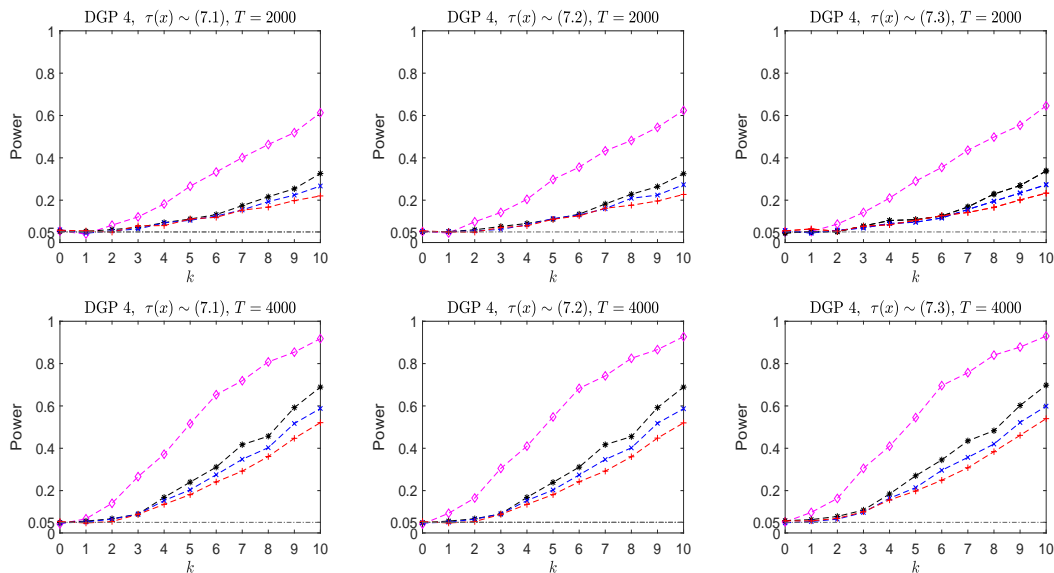 DGP 4, τ(x) ∼ (7.1), T = 2000
1
0.8
0.6
0.4
0.2
0.05
0
Power
0 1 2 3 4 5 6 7 8 9 10
k
DGP 4, τ(x) ∼ (7.2), T = 2000
1
0.8
0.6
0.4
0.2
0.05
0
Power
0 1 2 3 4 5 6 7 8 9 10
k
DGP 4, τ(x) ∼ (7.3), T = 2000
1
0.8
0.6
0.4
0.2
0.05
0
Power
0 1 2 3 4 5 6 7 8 9 10
k
DGP 4, τ(x) ∼ (7.1), T = 4000
1
0.8
0.6
0.4
0.2
0.05
0
Power
0 1 2 3 4 5 6 7 8 9 10
k
DGP 4, τ(x) ∼ (7.2), T = 4000
1
0.8
0.6
0.4
0.2
0.05
0
Power
0 1 2 3 4 5 6 7 8 9 10
k
DGP 4, τ(x) ∼ (7.3), T = 4000
1
0.8
0.6
0.4
0.2
0.05
0
Power
0 1 2 3 4 5 6 7 8 9 10
k